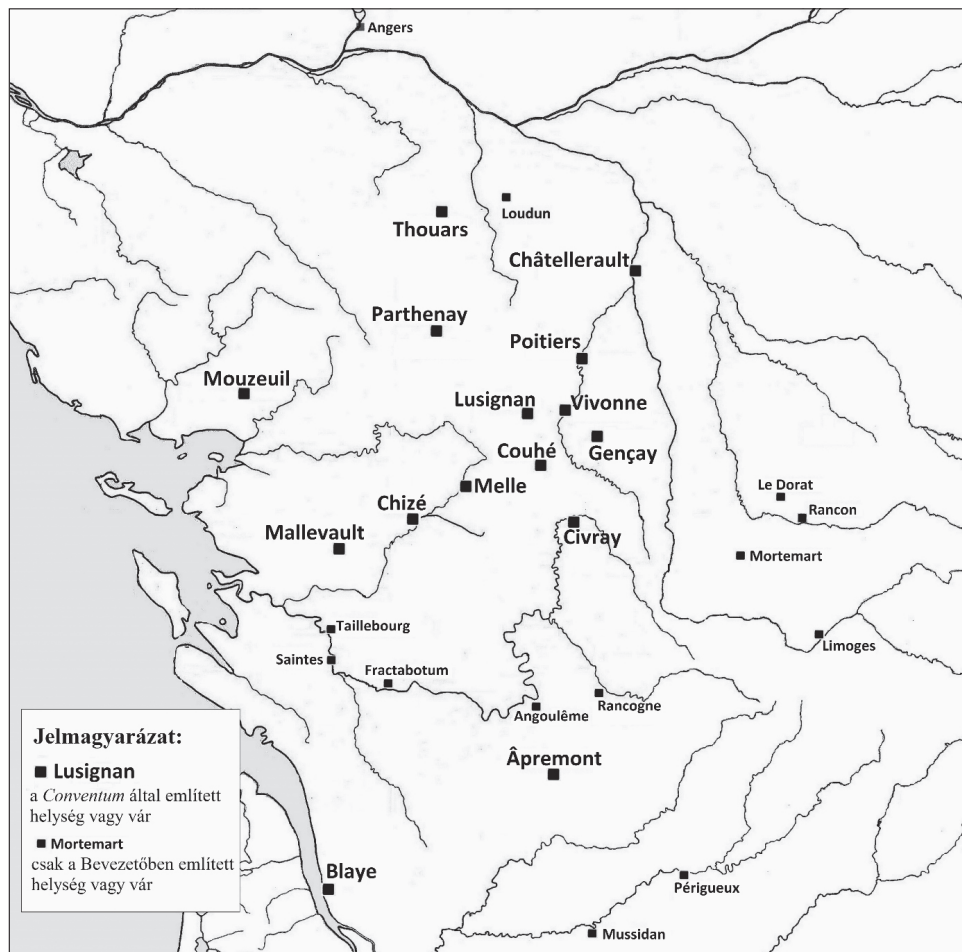 Angers
Loudun
Thouars
Châtellerault
Parthenay
Poitiers
Mouzeuil
Lusignan
Vivonne
Couhé
Gençay
Melle
Le Dorat
Chizé
Rancon
Mallevault
Civray
Mortemart
Taillebourg
Limoges
Saintes
Fractabotum
Rancogne
Angoulême
Âpremont
Blaye
Périgueux
Mussidan
Jelmagyarázat:
Lusignan
a Conventum által említett
helység vagy vár
Mortemart
csak a Bevezetőben említett
helység vagy vár